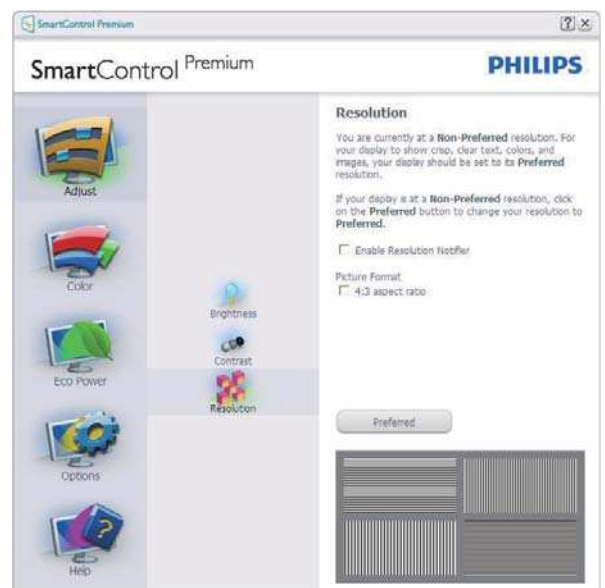 SmartControl Premium
SmartControl Premium
PHILIPS
Adjust
Color
Eco Power
Options
Help
Brightness
Contrast
Resolution
Resolution
You are currently at a Non-Preferred resolution. For
your display to show crisp, clear text, colors, and
images, your display should be set to its Preferred
resolution.
If your display is at a Non-Preferred resolution, click
on the Preferred button to change your resolution to
Preferred.
Enable Resolution Notifier
Picture Format
4:3 aspect ratio
Preferred